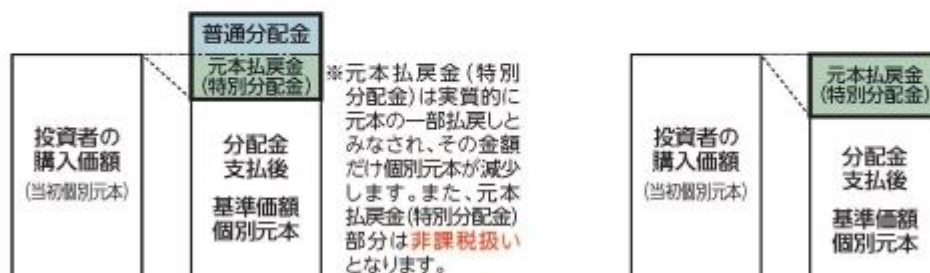 普通分配金
元本払戻金
(特別分配金)
投資者の
購入価額
(当初個別元本)
分配金
支払後
基準価額
個別元本
※元本払戻金(特別
分配金)は実質的に
元本の一部払戻しと
みなされ、その金額
だけ個別元本が減少
します。また、元本
払戻金(特別分配金)
部分は非課税扱い
となります。
投資者の
購入価額
(当初個別元本)
元本払戻金
(特別分配金)
分配金
支払後
基準価額
個別元本